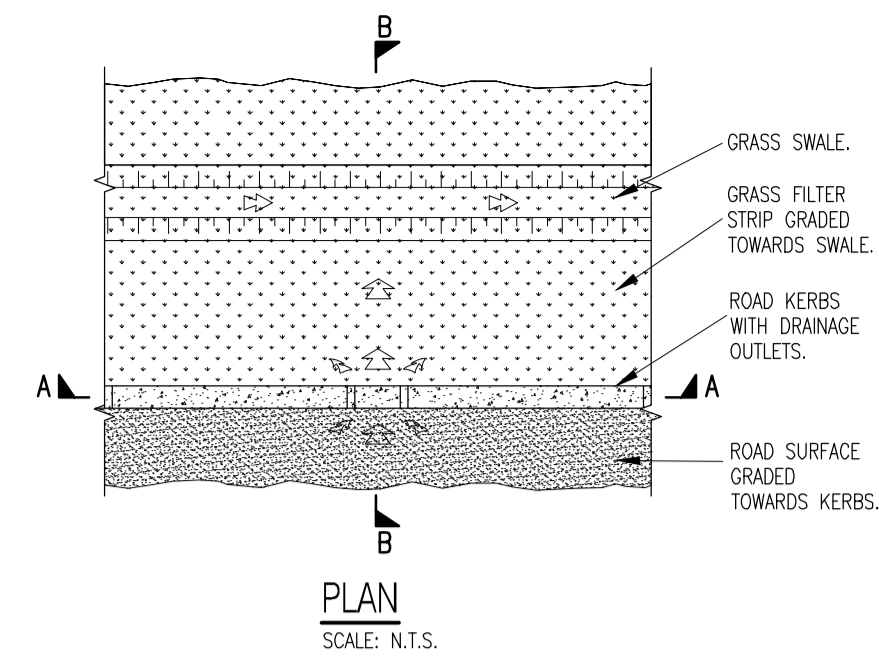 B
GRASS SWALE.
GRASS FILTER
STRIP GRADED
TOWARDS SWALE.
ROAD KERBS
WITH DRAINAGE
OUTLETS.
A
A
ROAD SURFACE
GRADED
TOWARDS KERBS.
B
PLAN
SCALE: N.T.S.